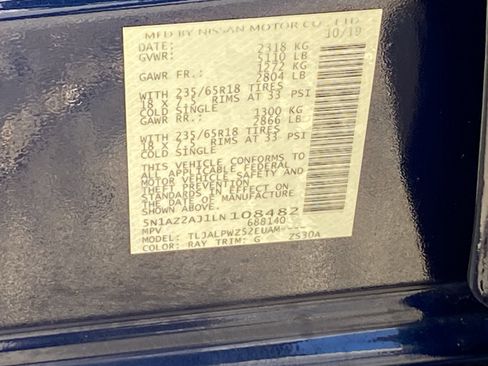 MFD BY NISSAN MOTOR CO., LTD.
DATE: 10/19
GVWR: 2318 KG
5110 LB
GAWR FR.: 1272 KG
2804 LB
WITH 235/65R18 TIRES
18 X 7.5 RIMS AT 33 PSI
COLD SINGLE
GAWR RR.: 1300 KG
2866 LB
WITH 235/65R18 TIRES
18 X 7.5 RIMS AT 33 PSI
COLD SINGLE
THIS VEHICLE CONFORMS TO
ALL APPLICABLE FEDERAL
MOTOR VEHICLE SAFETY AND
THEFT PREVENTION
STANDARDS IN EFFECT ON
THE DATE OF MANUFACTURE
5N1AZ2AJ1LN108482
MPV 688140
MODEL: TLJALPWZ52EUAM----
COLOR: RAY TRIM: G ZS30A